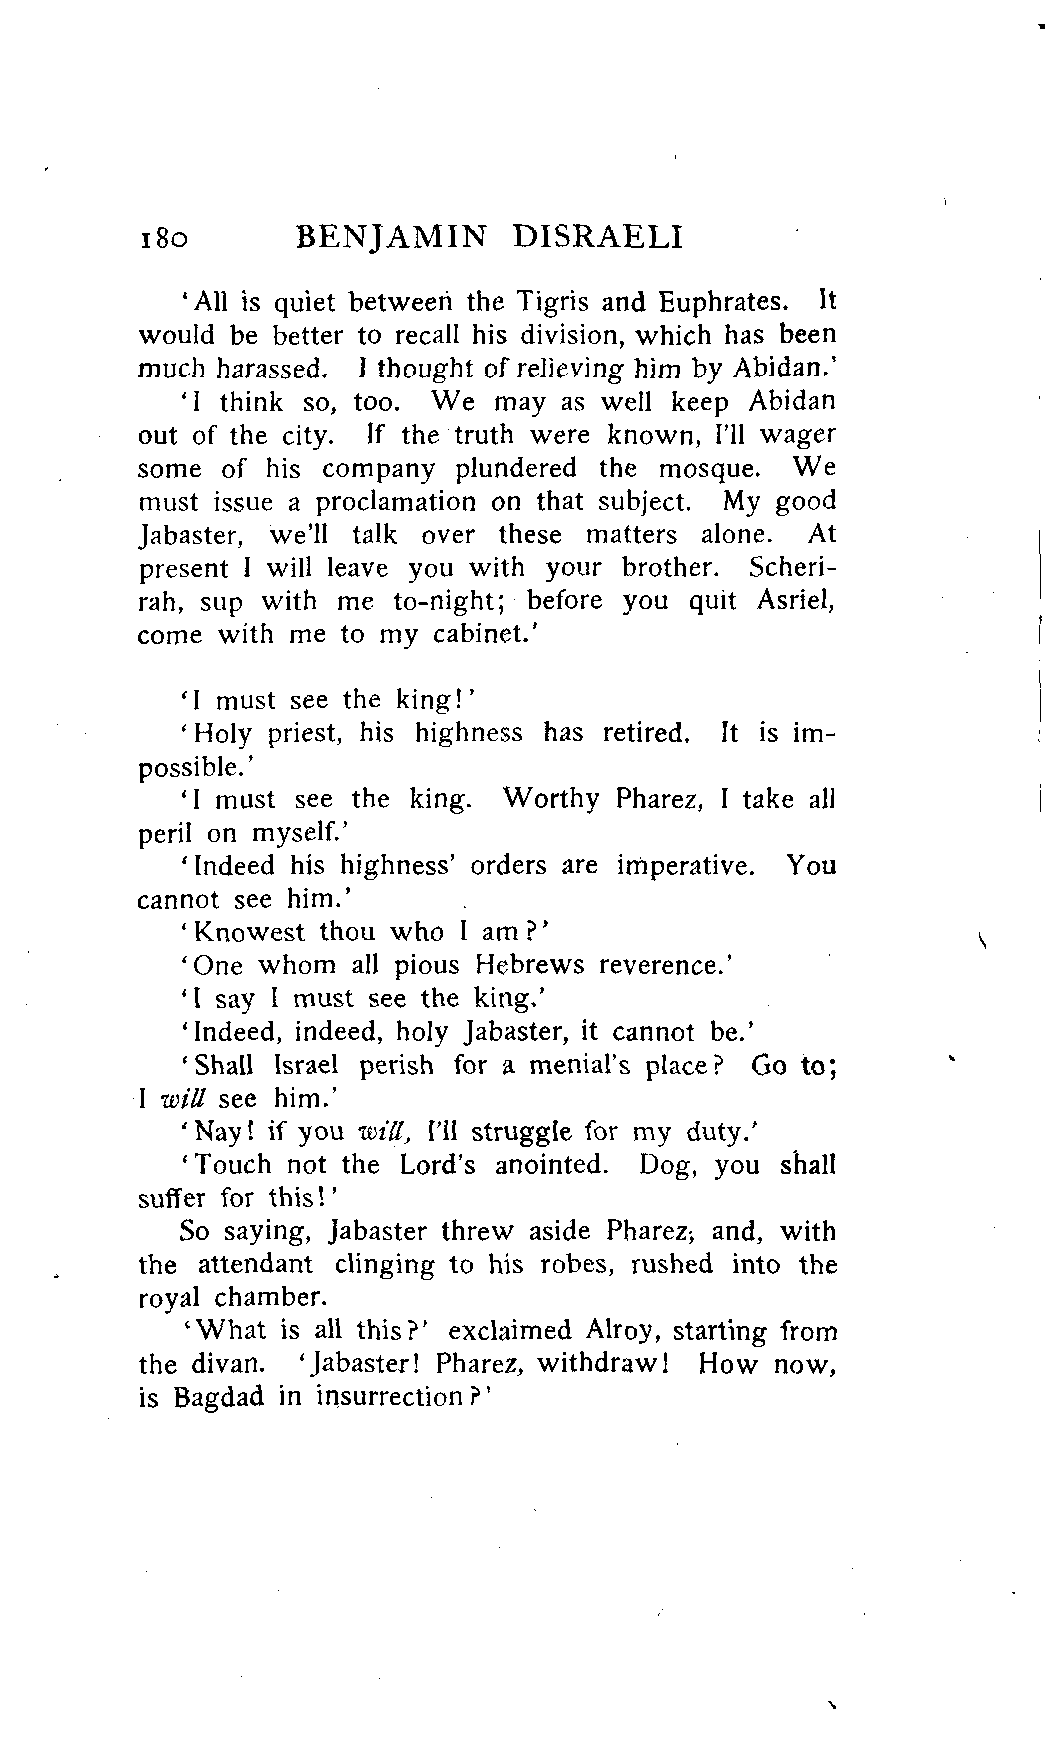 180 BENJAMIN DISRAELI
'All is quiet between the Tigris and Euphrates. It
would be better to recall his division, which has been
much harassed. I thought of relieving him by Abidan.'
'I think so, too. We may as well keep Abidan
out of the city. If the truth were known, I'll wager
some of his company plundered the mosque. We
must issue a proclamation on that subject. My good
Jabaster, we'll talk over these matters alone. At
present I will leave you with your brother. Scheri-
rah, sup with me to-night; before you quit Asriel,
come with me to my cabinet.'
'I must see the king!'
'Holy priest, his highness has retired. It is im-
possible.'
'I must see the king. Worthy Pharez, I take all
peril on myself.'
'Indeed his highness' orders are imperative. You
cannot see him.'
'Knowest thou who I am?'
'One whom all pious Hebrews reverence.'
'I say I must see the king.'
'Indeed, indeed, holy Jabaster, it cannot be.'
'Shall Israel perish for a menial's place? Go to;
I will see him.'
'Nay! if you will, I'll struggle for my duty.'
'Touch not the Lord's anointed. Dog, you shall
suffer for this!'
So saying, Jabaster threw aside Pharez, and, with
the attendant clinging to his robes, rushed into the
royal chamber.
'What is all this?' exclaimed Alroy, starting from
the divan. 'Jabaster! Pharez, withdraw! How now,
is Bagdad in insurrection?'